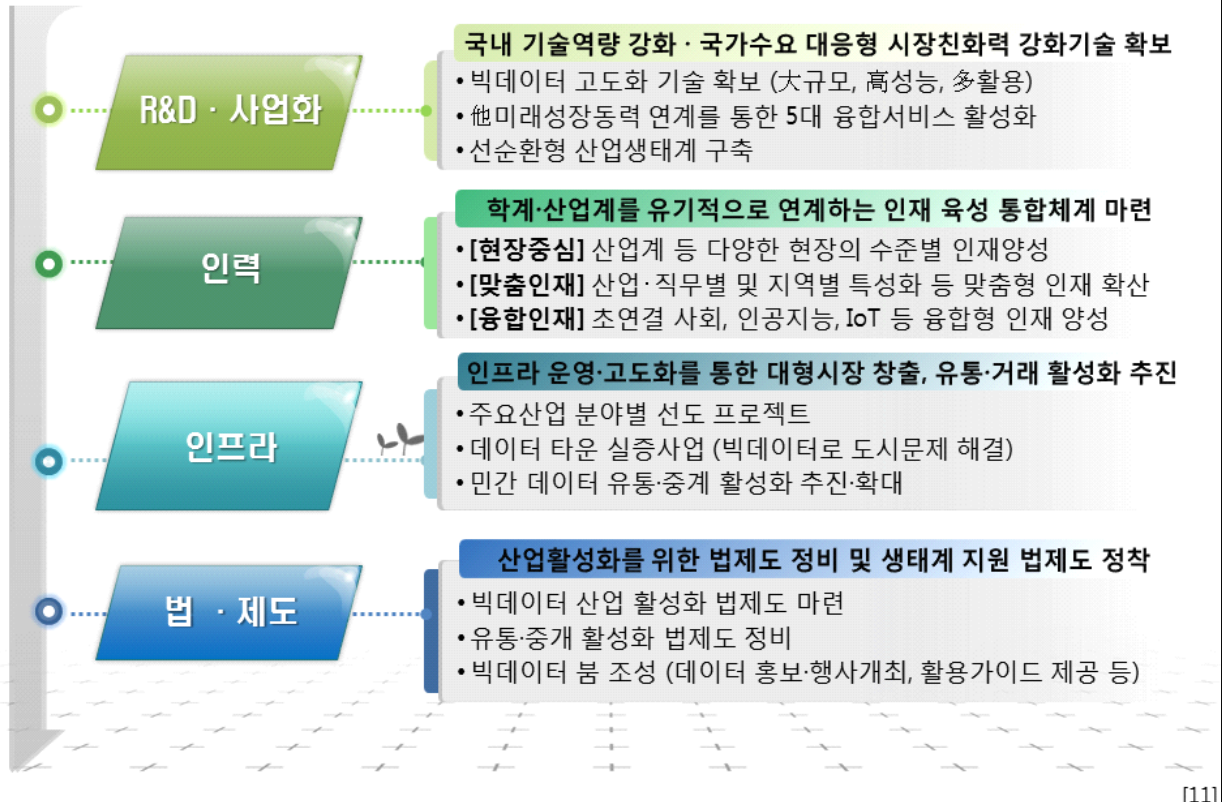 국내 기술역량 강화 · 국가수요 대응형 시장친화력 강화기술 확보
R&D · 사업화
• 빅데이터 고도화 기술 확보 (大규모, 高성능, 多활용)
• 他미래성장동력 연계를 통한 5대 융합서비스 활성화
• 선순환형 산업생태계 구축
학계·산업계를 유기적으로 연계하는 인재 육성 통합체계 마련
인력
• [현장중심] 산업계 등 다양한 현장의 수준별 인재양성
• [맞춤인재] 산업·직무별 및 지역별 특성화 등 맞춤형 인재 확산
• [융합인재] 초연결 사회, 인공지능, IoT 등 융합형 인재 양성
인프라 운영·고도화를 통한 대형시장 창출, 유통·거래 활성화 추진
인프라
• 주요산업 분야별 선도 프로젝트
• 데이터 타운 실증사업 (빅데이터로 도시문제 해결)
• 민간 데이터 유통·중계 활성화 추진·확대
산업활성화를 위한 법제도 정비 및 생태계 지원 법제도 정착
법 · 제도
• 빅데이터 산업 활성화 법제도 마련
• 유통·중개 활성화 법제도 정비
• 빅데이터 붐 조성 (데이터 홍보·행사개최, 활용가이드 제공 등)
[11]